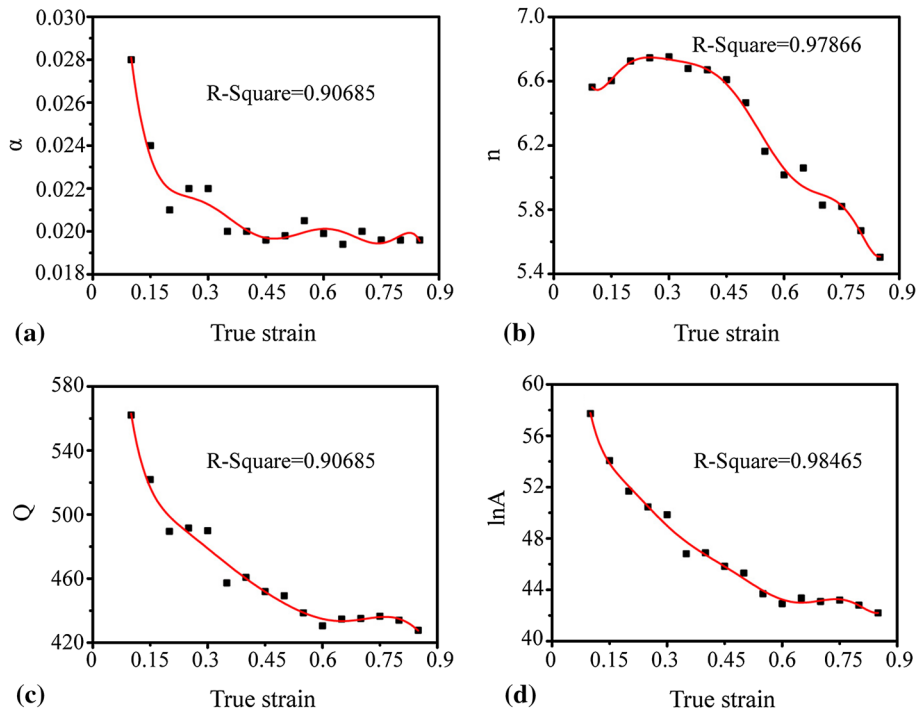 0.030
0.028
0.026
0.024
0.022
0.020
0.018
α
R-Square=0.90685
0 0.15 0.3 0.45 0.6 0.75 0.9
(a) True strain
7.0
6.6
6.2
5.8
5.4
n
R-Square=0.97866
0 0.15 0.3 0.45 0.6 0.75 0.9
(b) True strain
580
540
500
460
420
Q
R-Square=0.90685
0 0.15 0.3 0.45 0.6 0.75 0.9
(c) True strain
60
56
52
48
44
40
lnA
R-Square=0.98465
0 0.15 0.3 0.45 0.6 0.75 0.9
(d) True strain